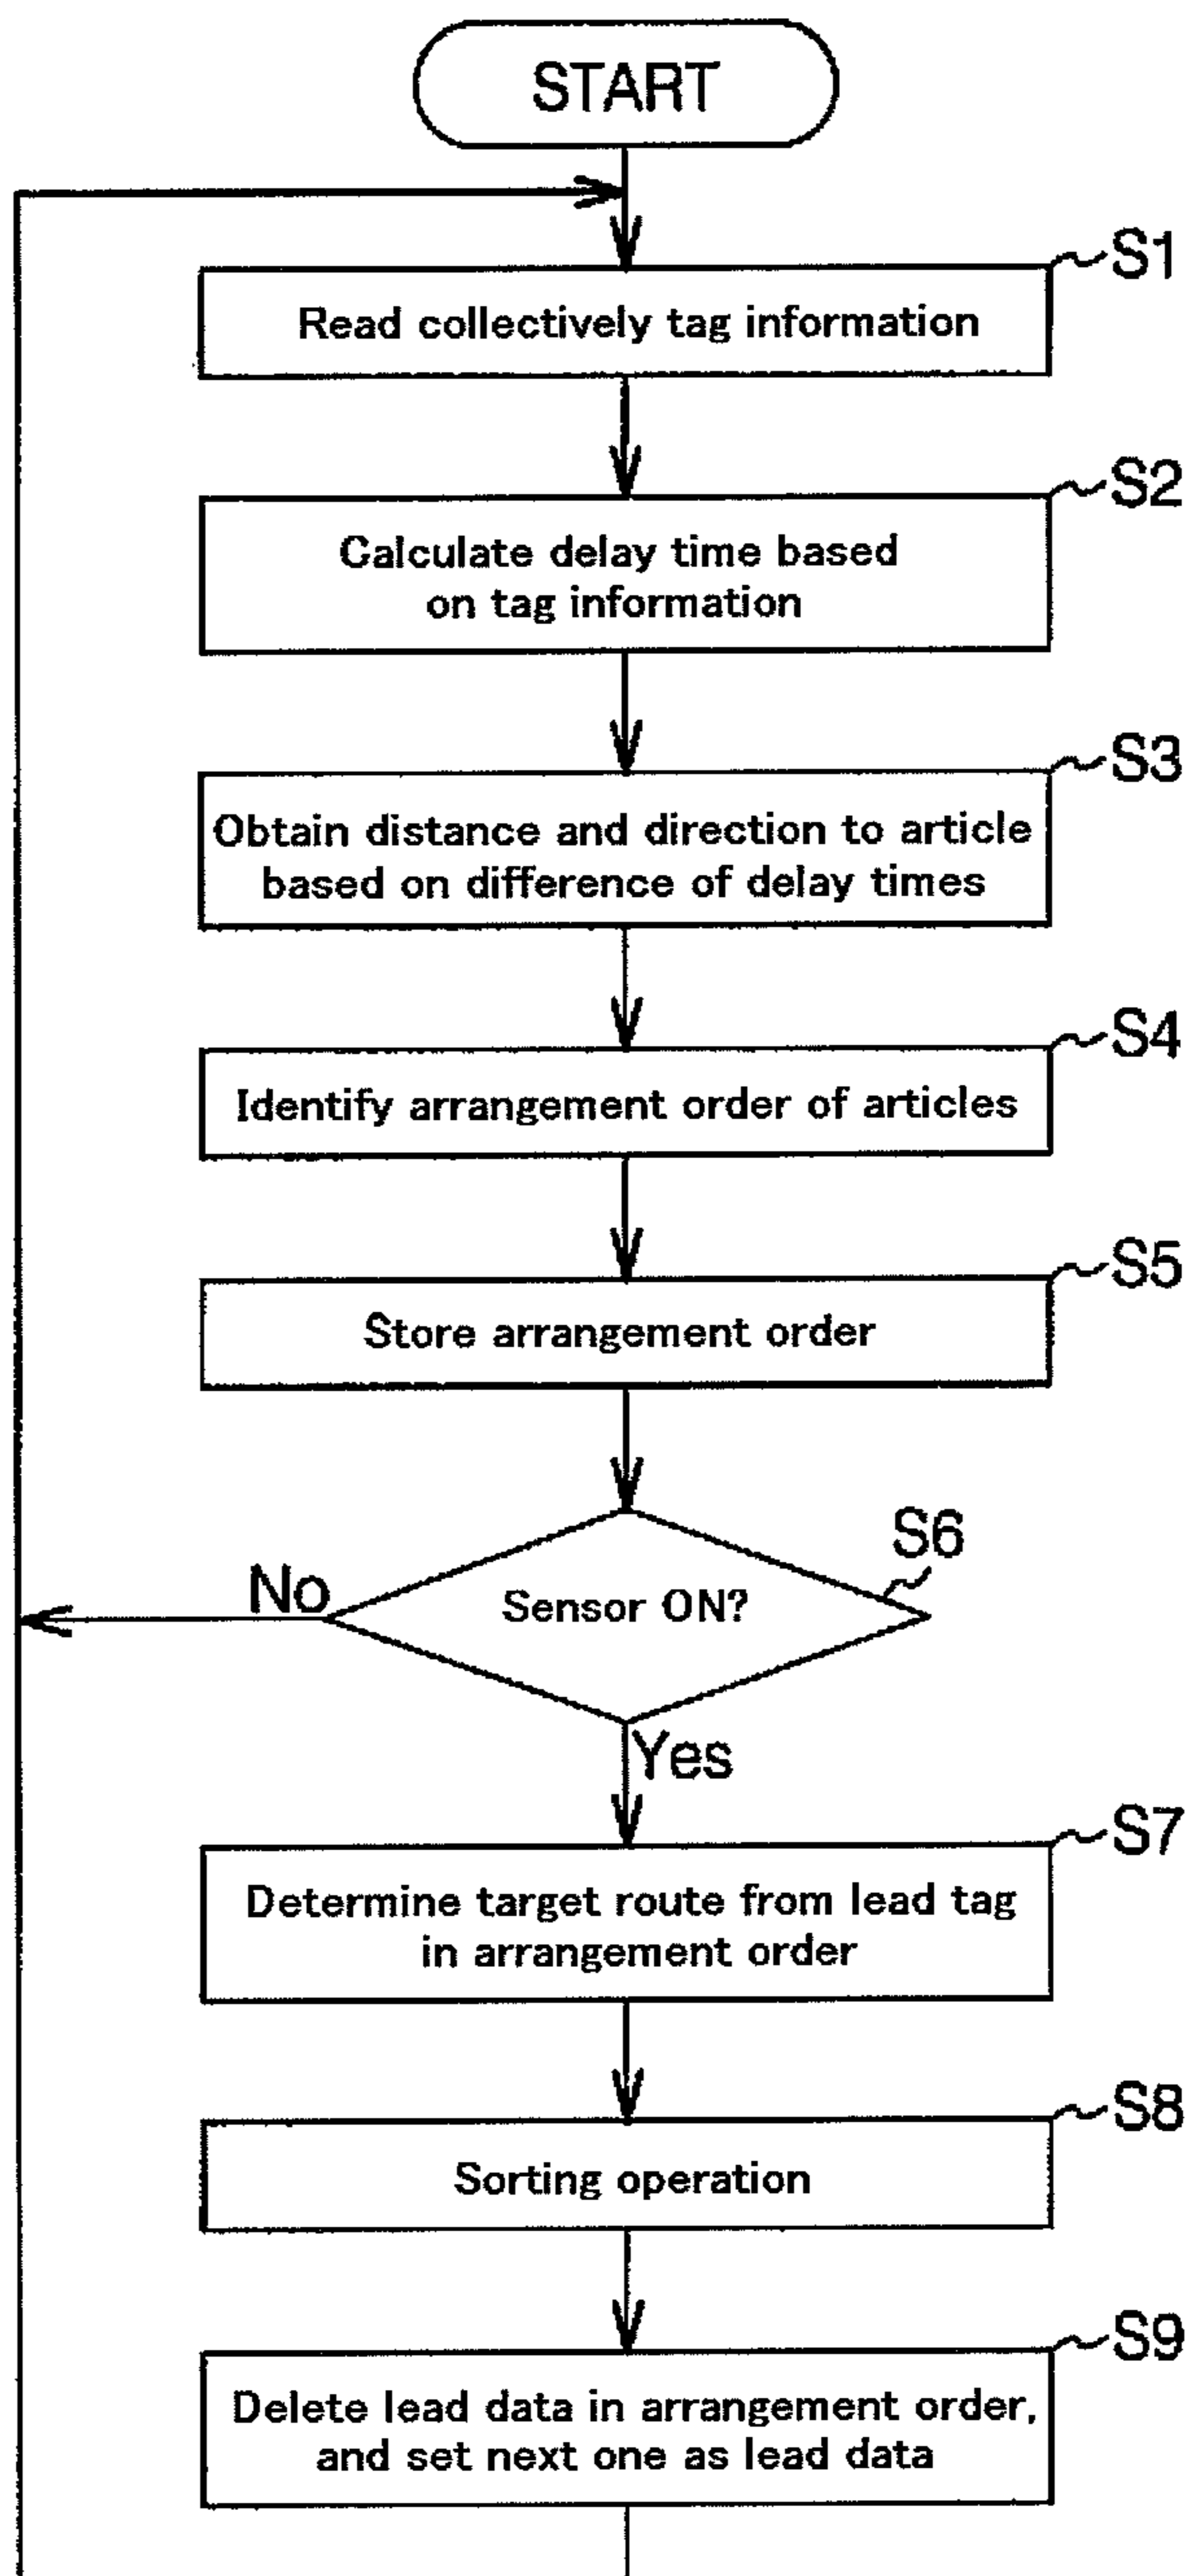 START
S1
Read collectively tag information
S2
Calculate delay time based
on tag information
S3
Obtain distance and direction to article
based on difference of delay times
S4
Identify arrangement order of articles
S5
Store arrangement order
S6
No
Sensor ON?
Yes
S7
Determine target route from lead tag
in arrangement order
S8
Sorting operation
S9
Delete lead data in arrangement order,
and set next one as lead data